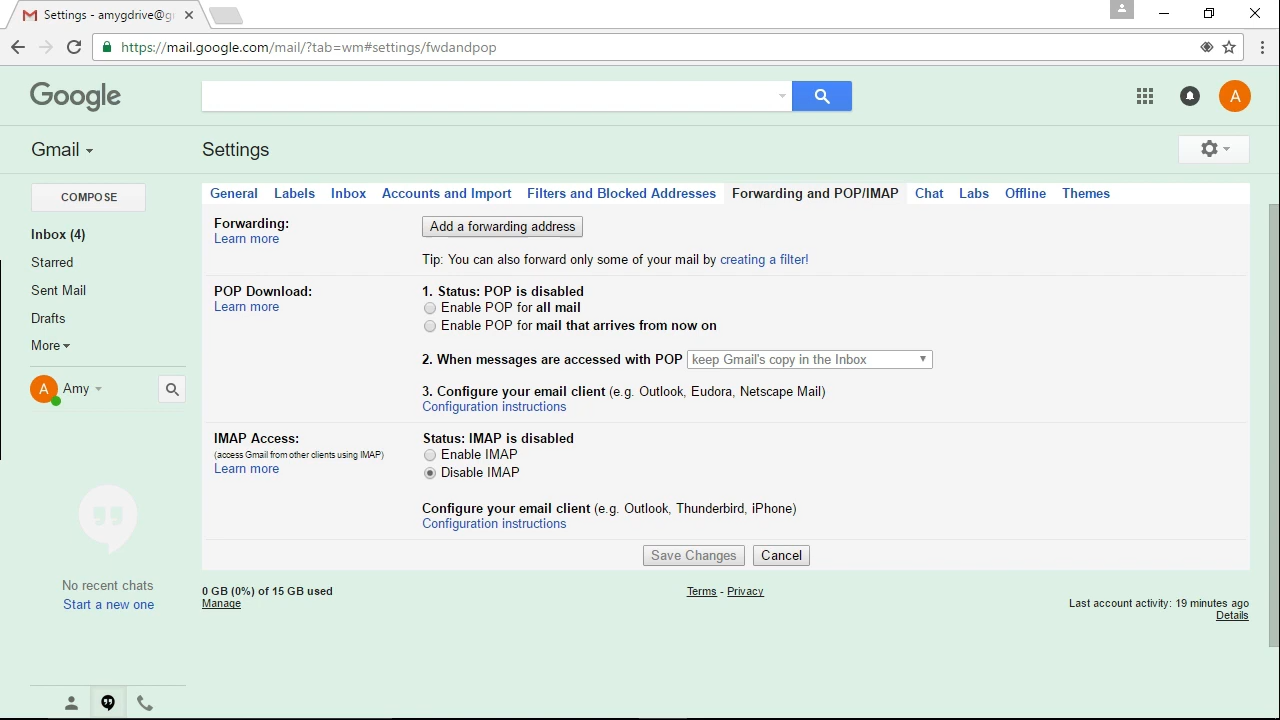 Settings - amygdrive@g
https://mail.google.com/mail/?tab=wm#settings/fwdandpop
Google
A
Gmail
Settings
COMPOSE
General Labels Inbox Accounts and Import Filters and Blocked Addresses Forwarding and POP/IMAP Chat Labs Offline Themes
Inbox (4)
Starred
Sent Mail
Drafts
More
A Amy
No recent chats
Start a new one
Forwarding:
Learn more
Add a forwarding address
Tip: You can also forward only some of your mail by creating a filter!
POP Download:
Learn more
1. Status: POP is disabled
Enable POP for all mail
Enable POP for mail that arrives from now on
2. When messages are accessed with POP keep Gmail's copy in the Inbox
3. Configure your email client (e.g. Outlook, Eudora, Netscape Mail)
Configuration instructions
IMAP Access:
(access Gmail from other clients using IMAP)
Learn more
Status: IMAP is disabled
Enable IMAP
Disable IMAP
Configure your email client (e.g. Outlook, Thunderbird, iPhone)
Configuration instructions
Save Changes Cancel
0 GB (0%) of 15 GB used
Manage
Terms - Privacy
Last account activity: 19 minutes ago
Details